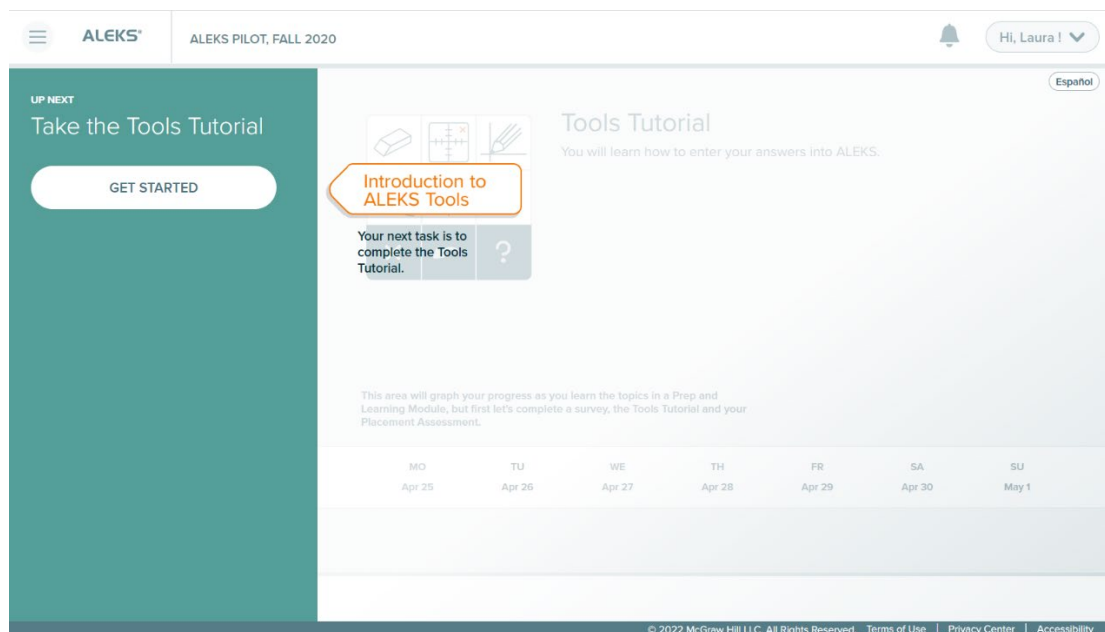 ALEKS®
ALEKS PILOT, FALL 2020
Hi, Laura !
Español
UP NEXT
Take the Tools Tutorial
GET STARTED
Tools Tutorial
You will learn how to enter your answers into ALEKS.
Introduction to
ALEKS Tools
Your next task is to
complete the Tools
Tutorial.
?
This area will graph your progress as you learn the topics in a Prep and
Learning Module, but first let's complete a survey, the Tools Tutorial and your
Placement Assessment.
MO TU WE TH FR SA SU
Apr 25 Apr 26 Apr 27 Apr 28 Apr 29 Apr 30 May 1
© 2022 McGraw Hill LLC. All Rights Reserved. Terms of Use | Privacy Center | Accessibility